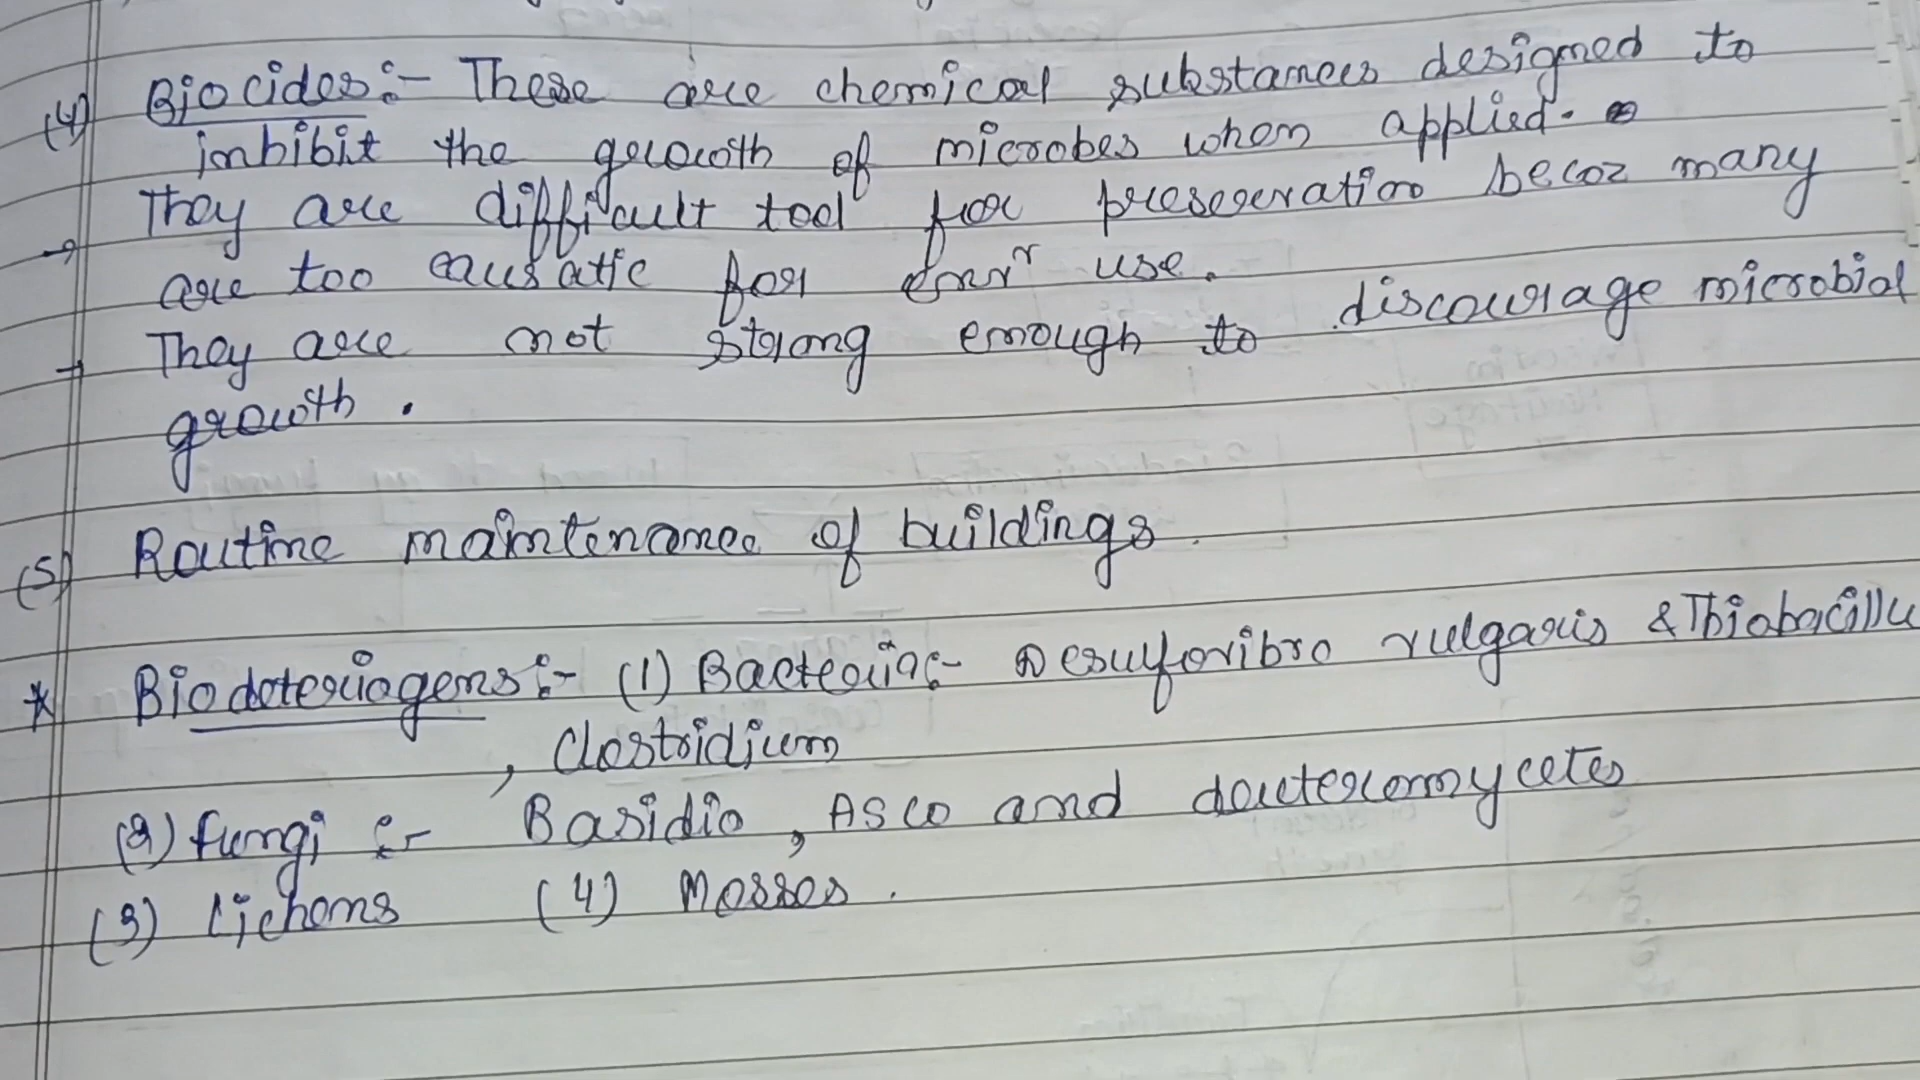 (4) Biocides:- These are chemical substances designed to
inhibit the growth of microbes when applied.
→ They are difficult tool for preservation becoz many
are too causatic for envr use.
→ They are not strong enough to discourage microbial
growth.
(5) Routine maintenance of buildings.
* Biodeteriogens:- (1) Bacteria:- Desulforibro vulgaris & Thiobacillu
, Clostridium
(2) fungi :- Basidio, Asco and deuteromycetes
(3) Lichens (4) Mosses.